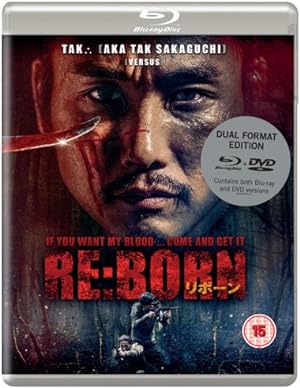 Blu-ray Disc
TAK∴ (AKA TAK SAKAGUCHI)
(VERSUS
DUAL FORMAT
EDITION
Blu-ray DVD
Contains both Blu-ray
and DVD versions
IF YOU WANT MY BLOOD... COME AND GET IT
RE:BORN
リボーン
15